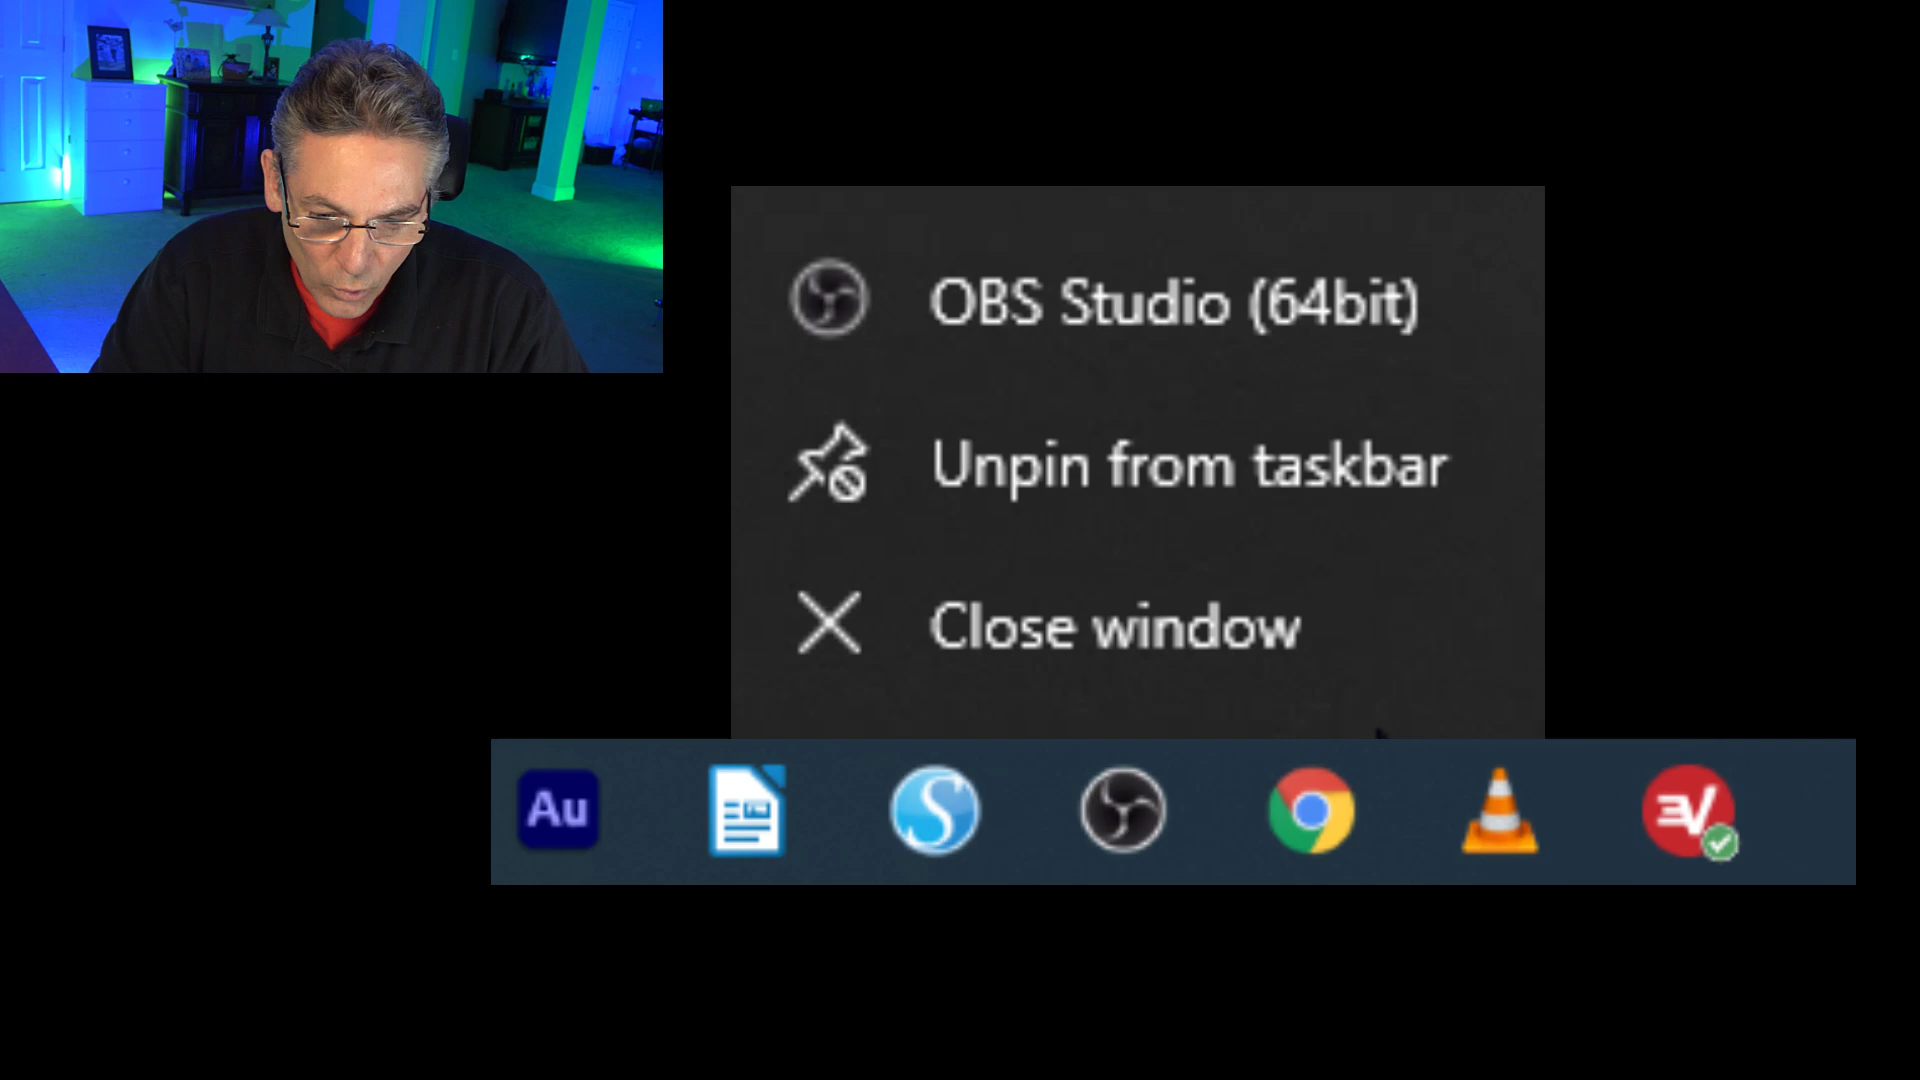 OBS Studio (64bit)
Unpin from taskbar
Close window
Au
S